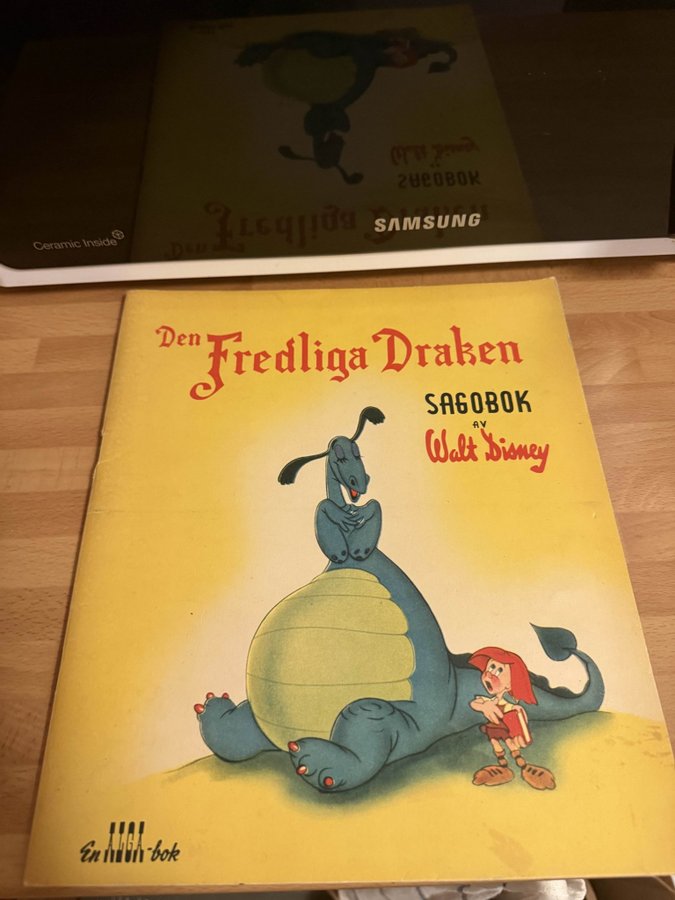 Ceramic Inside
SAMSUNG
Den Fredliga Draken
SAGOBOK
AV
Walt Disney
En ALGA-bok